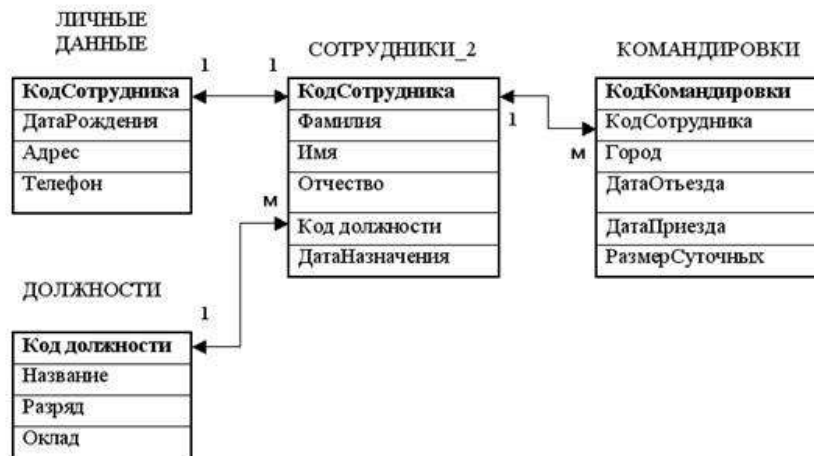 ЛИЧНЫЕ
ДАННЫЕ
1
КодСотрудника
ДатаРождения
Адрес
Телефон
СОТРУДНИКИ_2
1
КодСотрудника
1
Фамилия
Имя
Отчество
м
Код должности
ДатаНазначения
КОМАНДИРОВКИ
КодКомандировки
КодСотрудника
м
Город
ДатаОтьезда
ДатаПриезда
РазмерСуточных
ДОЛЖНОСТИ
1
Код должности
Название
Разряд
Оклад